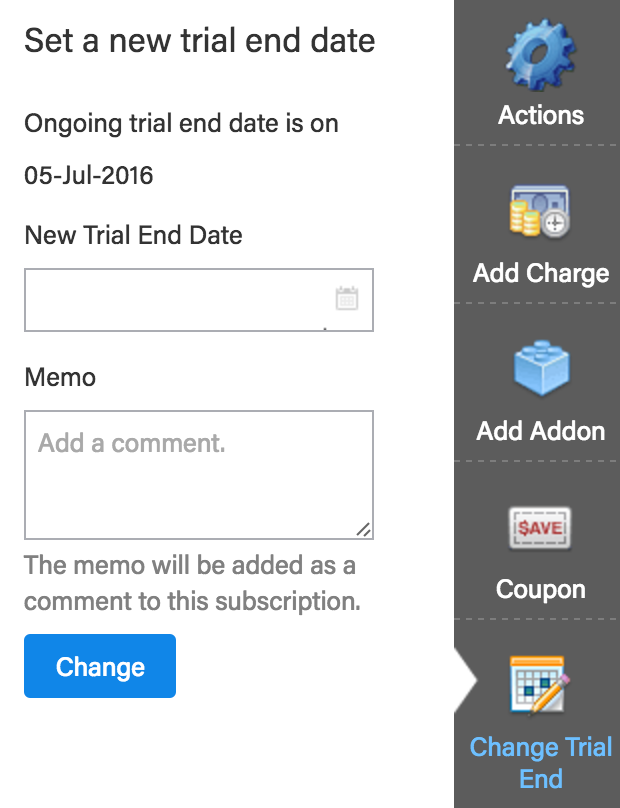 Set a new trial end date
Ongoing trial end date is on
05-Jul-2016
New Trial End Date
Memo
Add a comment.
The memo will be added as a
comment to this subscription.
Change
Actions
Add Charge
Add Addon
$AVE
Coupon
Change Trial
End